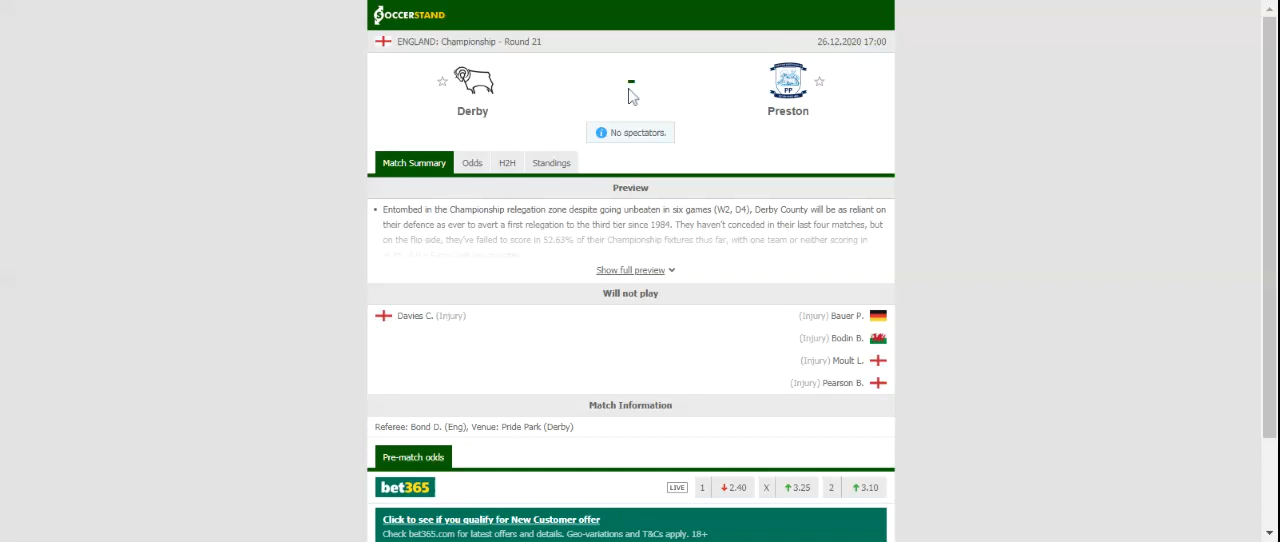 SOCCERSTAND
ENGLAND: Championship - Round 21 26.12.2020 17:00
-
PP
Derby Preston
No spectators.
Match Summary Odds H2H Standings
Preview
• Entombed in the Championship relegation zone despite going unbeaten in six games (W2, D4), Derby County will be as reliant on
their defence as ever to avert a first relegation to the third tier since 1984. They haven't conceded in their last four matches, but
on the flip side, they've failed to score in 52.63% of their Championship fixtures thus far, with one team or neither scoring in
Show full preview
Will not play
Davies C. (Injury) (Injury) Bauer P.
(Injury) Bodin B.
(Injury) Moult L.
(Injury) Pearson B.
Match Information
Referee: Bond D. (Eng), Venue: Pride Park (Derby)
Pre-match odds
bet365 LIVE 1 2.40 X 3.25 2 3.10
Click to see if you qualify for New Customer offer
Check bet365.com for latest offers and details. Geo-variations and T&Cs apply. 18+